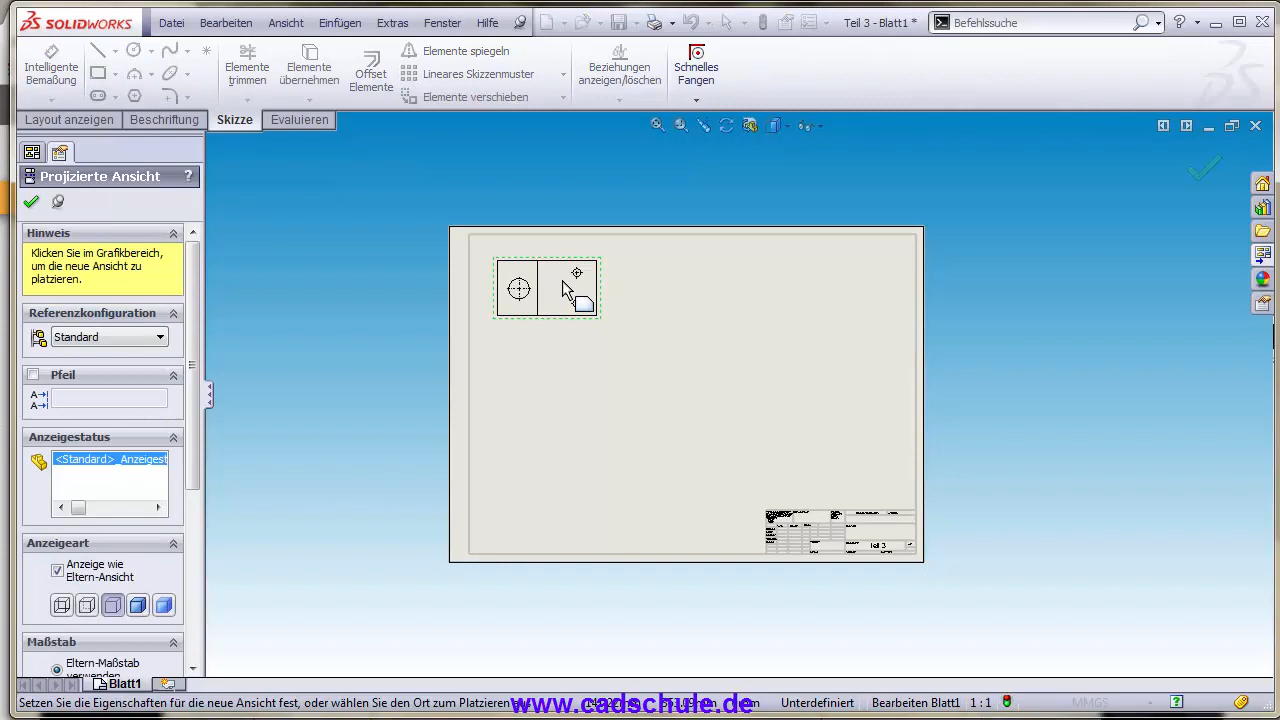 SOLIDWORKS
Datei Bearbeiten Ansicht Einfügen Extras Fenster Hilfe
Teil 3 - Blatt1 *
Befehlssuche
Intelligente
Bemaßung
Elemente
trimmen
Elemente
übernehmen
Offset
Elemente
Elemente spiegeln
Lineares Skizzenmuster
Elemente verschieben
Beziehungen
anzeigen/löschen
Schnelles
Fangen
Layout anzeigen Beschriftung Skizze Evaluieren
Projizierte Ansicht ?
Hinweis
Klicken Sie im Grafikbereich,
um die neue Ansicht zu
platzieren.
Referenzkonfiguration
Standard
Pfeil
Anzeigestatus
<Standard>_Anzeigest
Anzeigeart
Anzeige wie
Eltern-Ansicht
Maßstab
Eltern-Maßstab
verwenden
Teil 3
Blatt1
Setzen Sie die Eigenschaften für die neue Ansicht fest, oder wählen Sie den Ort zum Platzieren
Unterdefiniert
Bearbeiten Blatt1
1 : 1
MMGS
www.cadschule.de